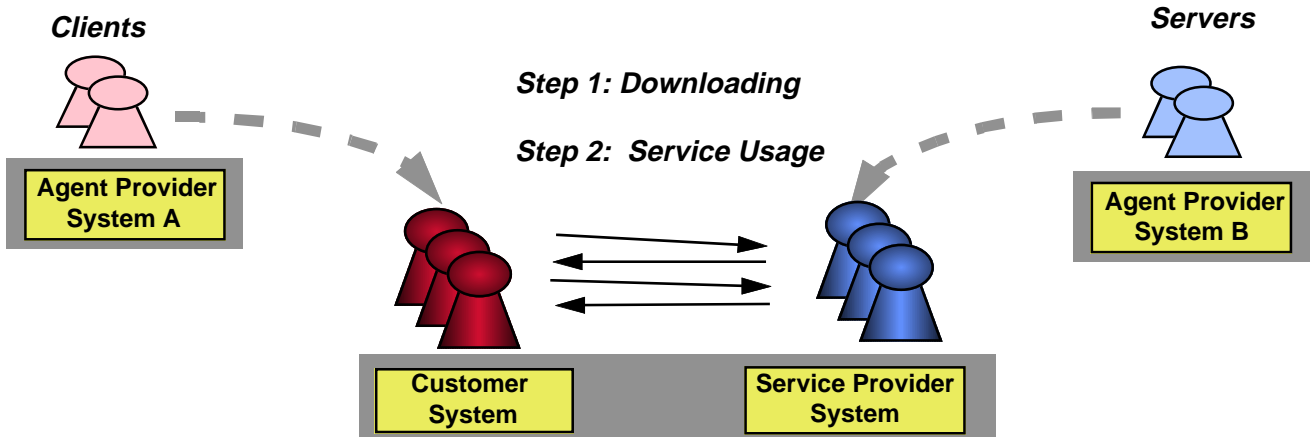 Clients
Servers
Step 1: Downloading
Step 2: Service Usage
Agent Provider
System A
Agent Provider
System B
Customer
System
Service Provider
System